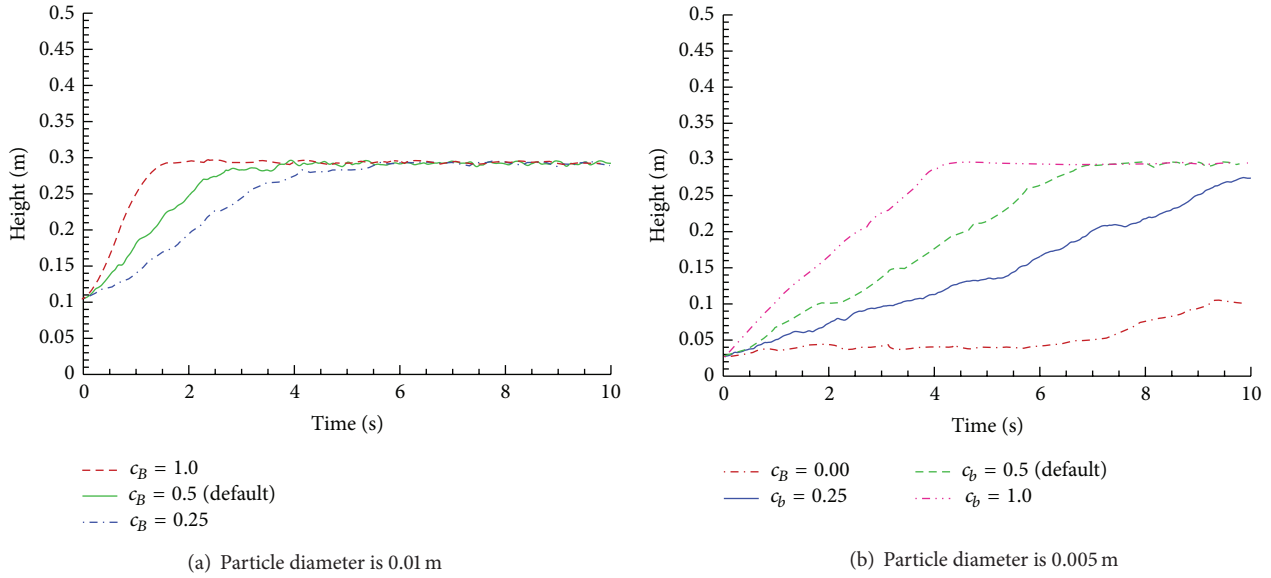 0.5
0.45
0.4
0.35
0.3
0.25
0.2
0.15
0.1
0.05
0
Height (m)
0 2 4 6 8 10
Time (s)
c_B = 1.0
c_B = 0.5 (default)
c_B = 0.25
(a) Particle diameter is 0.01 m
0.5
0.45
0.4
0.35
0.3
0.25
0.2
0.15
0.1
0.05
0
Height (m)
0 2 4 6 8 10
Time (s)
c_B = 0.00
c_b = 0.25
c_b = 0.5 (default)
c_b = 1.0
(b) Particle diameter is 0.005 m